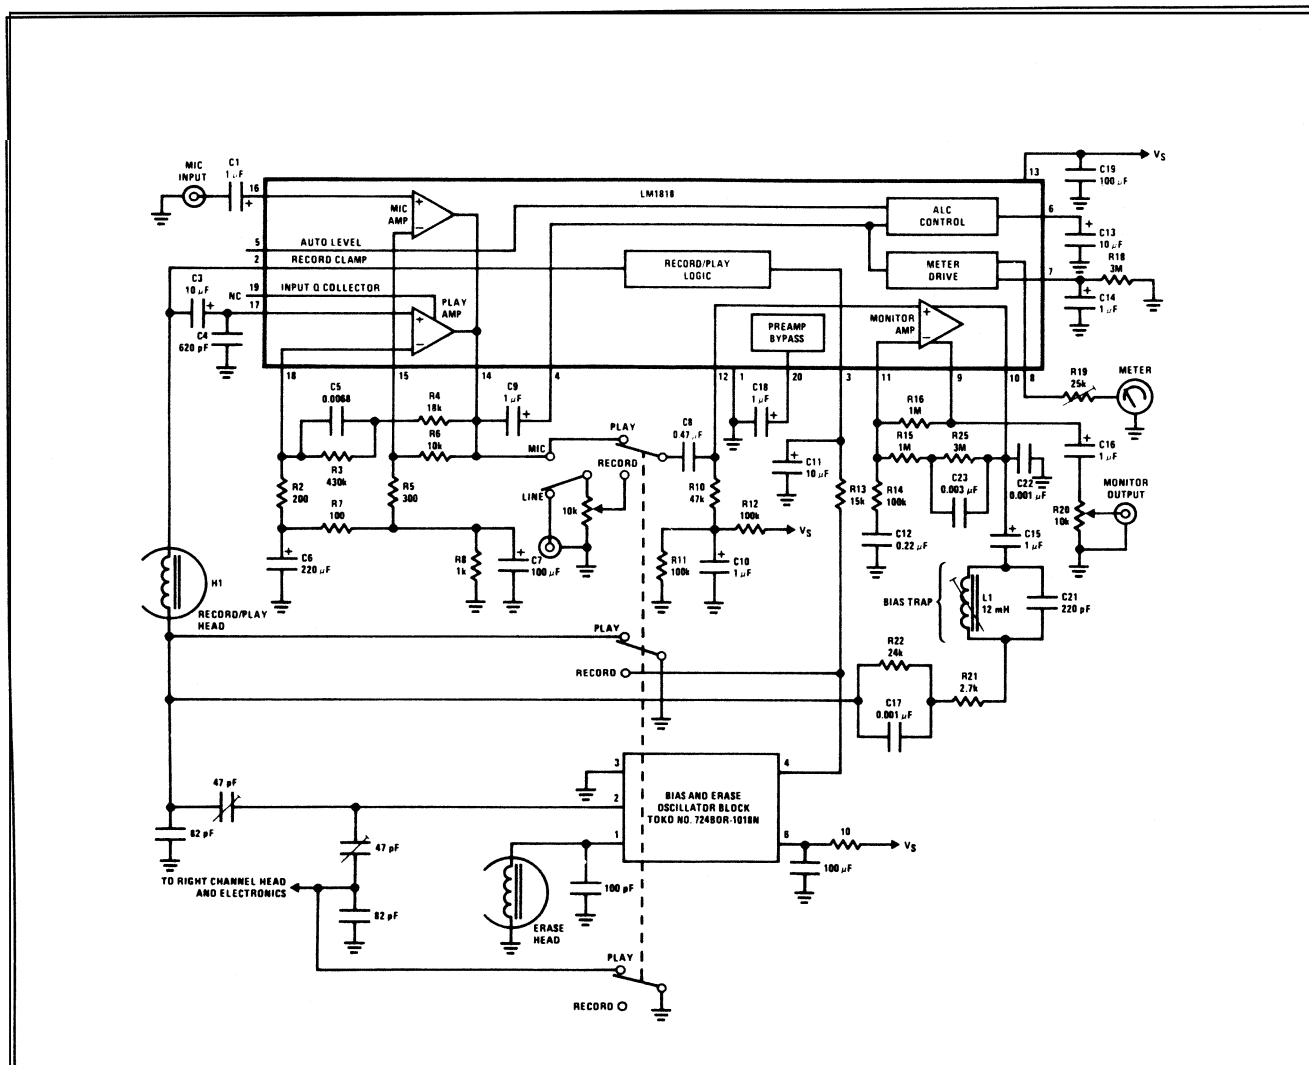 MIC
INPUT
C1
1 µF
+
16
LM1818
MIC
AMP
+
−
ALC
CONTROL
13
VS
C19
100 µF
6
+
C13
10 µF
5
AUTO LEVEL
2
RECORD CLAMP
RECORD/PLAY
LOGIC
METER
DRIVE
7
R18
3M
+
C14
1 µF
C3
10 µF
+
NC
19
INPUT Q COLLECTOR
17
PLAY
AMP
+
−
C4
620 pF
PREAMP
BYPASS
MONITOR
AMP
+
−
18
15
14
4
12
1
20
3
11
9
10
8
C5
0.0068
R4
18k
C9
1 µF
+
R6
10k
R3
430k
R2
200
R7
100
R5
300
+
C6
220 µF
R8
1k
+
C7
100 µF
MIC
PLAY
RECORD
LINE
10k
C8
0.47 µF
C18
1 µF
+
+
C11
10 µF
R10
47k
R12
100k
VS
R11
100k
+
C10
1 µF
R13
15k
R16
1M
R15
1M
R25
3M
R14
100k
C23
0.003 µF
C22
0.001 µF
C12
0.22 µF
+
C15
1 µF
R19
25k
METER
+
C16
1 µF
MONITOR
OUTPUT
R20
10k
H1
RECORD/PLAY
HEAD
BIAS TRAP
L1
12 mH
C21
220 pF
PLAY
RECORD
R22
24k
R21
2.7k
C17
0.001 µF
47 pF
82 pF
47 pF
3
2
1
BIAS AND ERASE
OSCILLATOR BLOCK
TOKO NO. 724BOR-1018N
4
6
10
VS
100 µF
TO RIGHT CHANNEL HEAD
AND ELECTRONICS
82 pF
100 pF
ERASE
HEAD
PLAY
RECORD